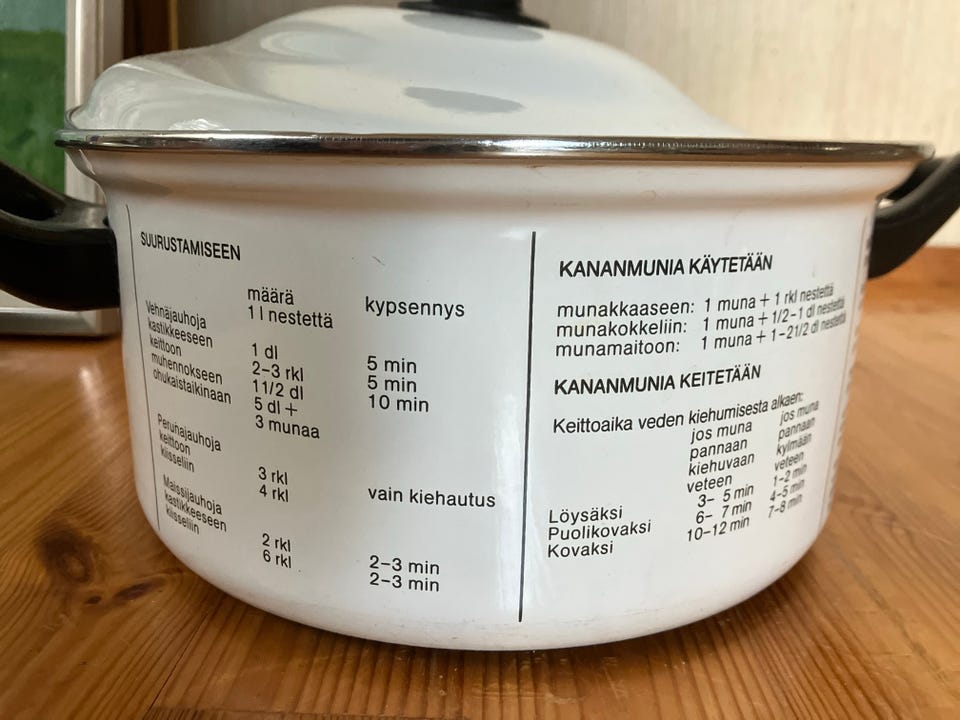 SUURUSTAMISEEN
määrä kypsennys
1 l nestettä
Vehnäjauhoja
kastikkeeseen 1 dl 5 min
keittoon 2-3 rkl 5 min
muhennokseen 1 1/2 dl 10 min
ohukaistaikinaan 5 dl +
3 munaa
Perunajauhoja
keittoon 3 rkl
kiisseliin 4 rkl vain kiehautus
Maissijauhoja
kastikkeeseen 2 rkl 2-3 min
kiisseliin 6 rkl 2-3 min
KANANMUNIA KÄYTETÄÄN
munakkaaseen: 1 muna + 1 rkl nestettä
munakokkeliin: 1 muna + 1/2-1 dl nestettä
munamaitoon: 1 muna + 1-2 1/2 dl nestettä
KANANMUNIA KEITETÄÄN
Keittoaika veden kiehumisesta alkaen:
jos muna jos muna
pannaan pannaan
kiehuvaan kylmään
veteen veteen
Löysäksi 3- 5 min 1-2 min
Puolikovaksi 6- 7 min 4-5 min
Kovaksi 10-12 min 7-8 min